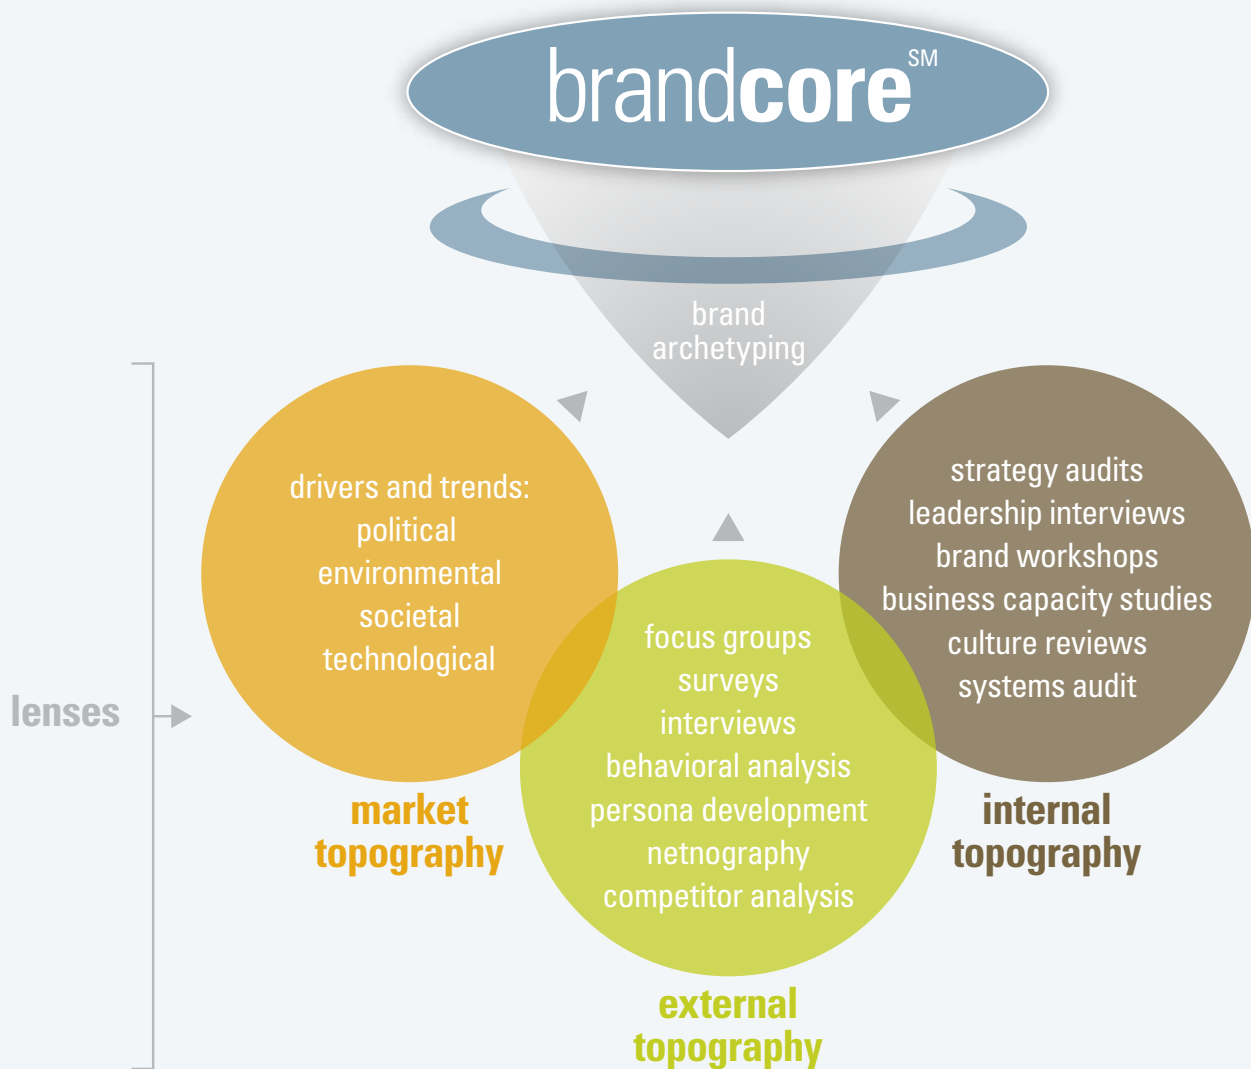 brandcore℠
brand
archetyping
lenses
drivers and trends:
political
environmental
societal
technological
market
topography
focus groups
surveys
interviews
behavioral analysis
persona development
netnography
competitor analysis
external
topography
strategy audits
leadership interviews
brand workshops
business capacity studies
culture reviews
systems audit
internal
topography